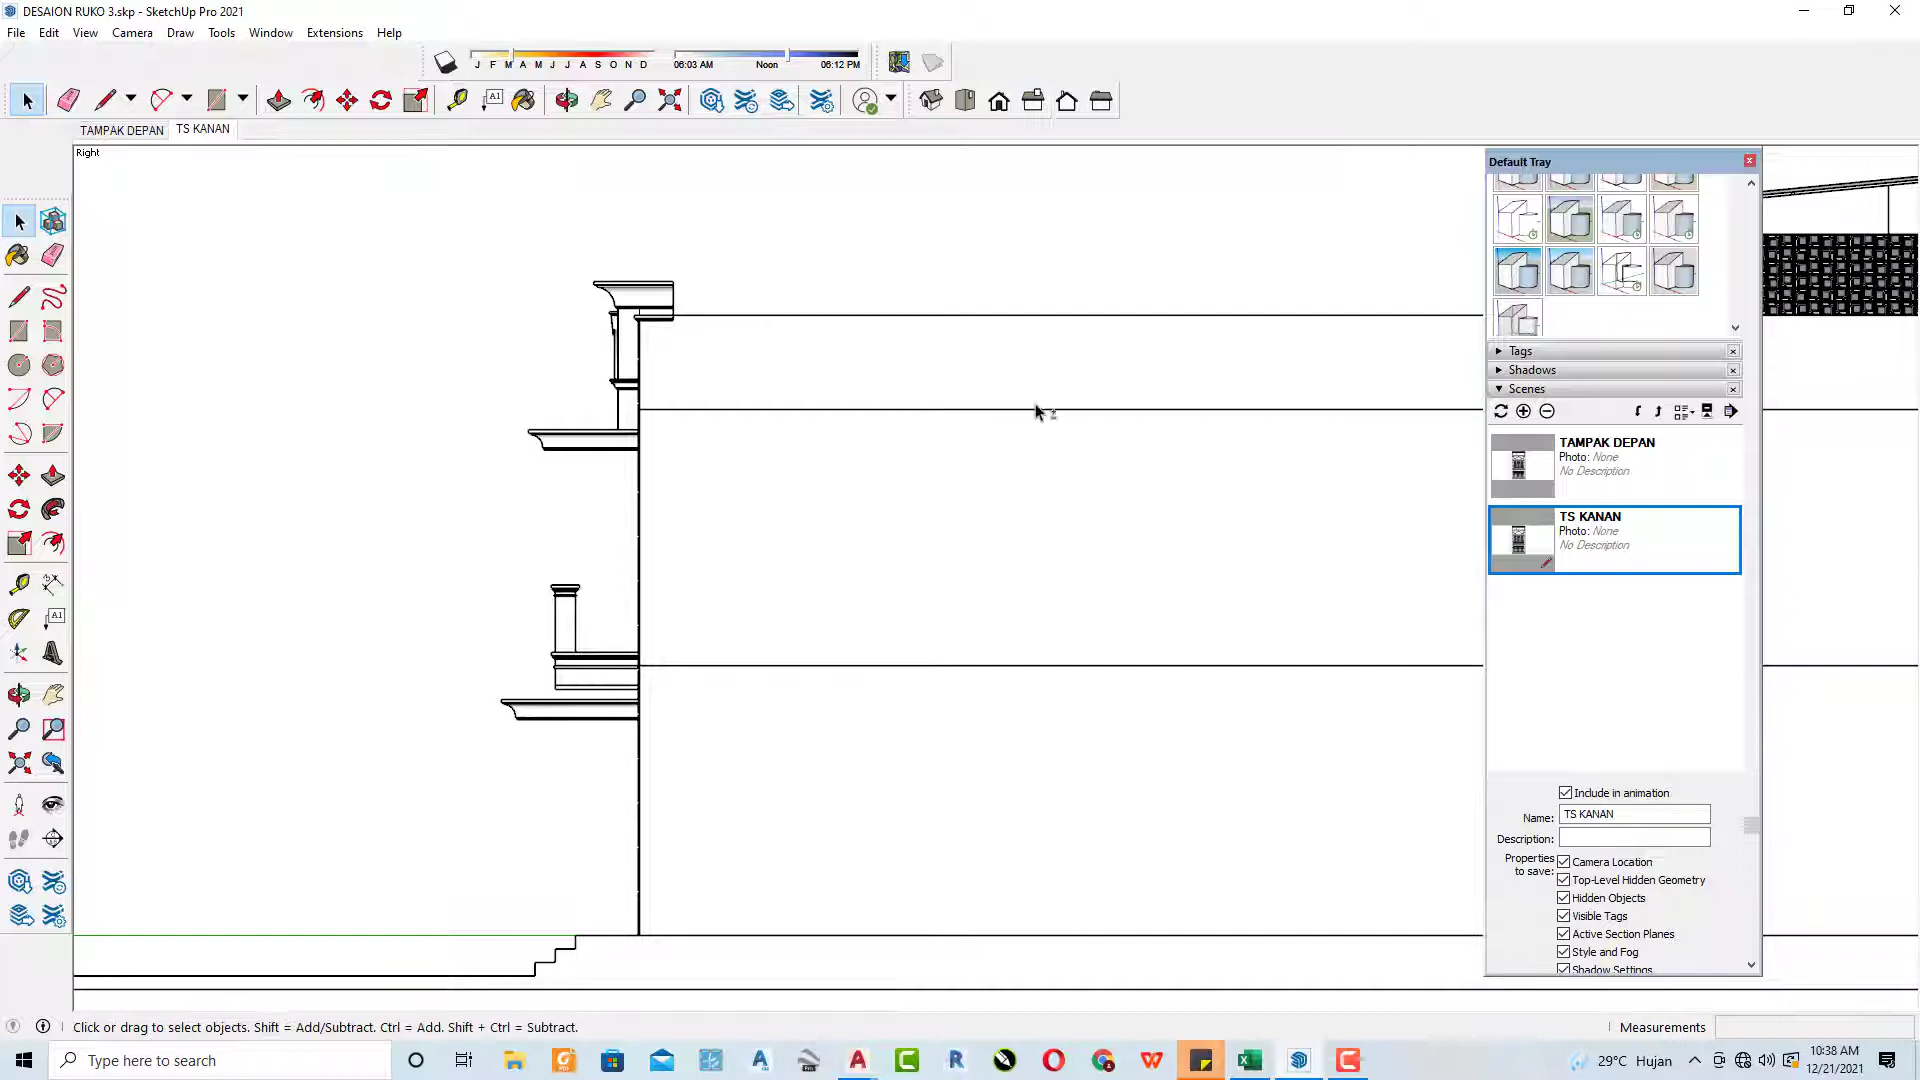 DESAION RUKO 3.skp - SketchUp Pro 2021
File Edit View Camera Draw Tools Window Extensions Help
J F M A M J J A S O N D 06:03 AM Noon 06:12 PM
A1
TAMPAK DEPAN TS KANAN
Right
Default Tray
Tags
Shadows
Scenes
TAMPAK DEPAN
Photo: None
No Description
TS KANAN
Photo: None
No Description
A1
Include in animation
Name: TS KANAN
Description:
Properties to save:
Camera Location
Top-Level Hidden Geometry
Hidden Objects
Visible Tags
Active Section Planes
Style and Fog
Shadow Settings
Click or drag to select objects. Shift = Add/Subtract. Ctrl = Add. Shift + Ctrl = Subtract.
Measurements
Type here to search
29°C Hujan
10:38 AM
12/21/2021